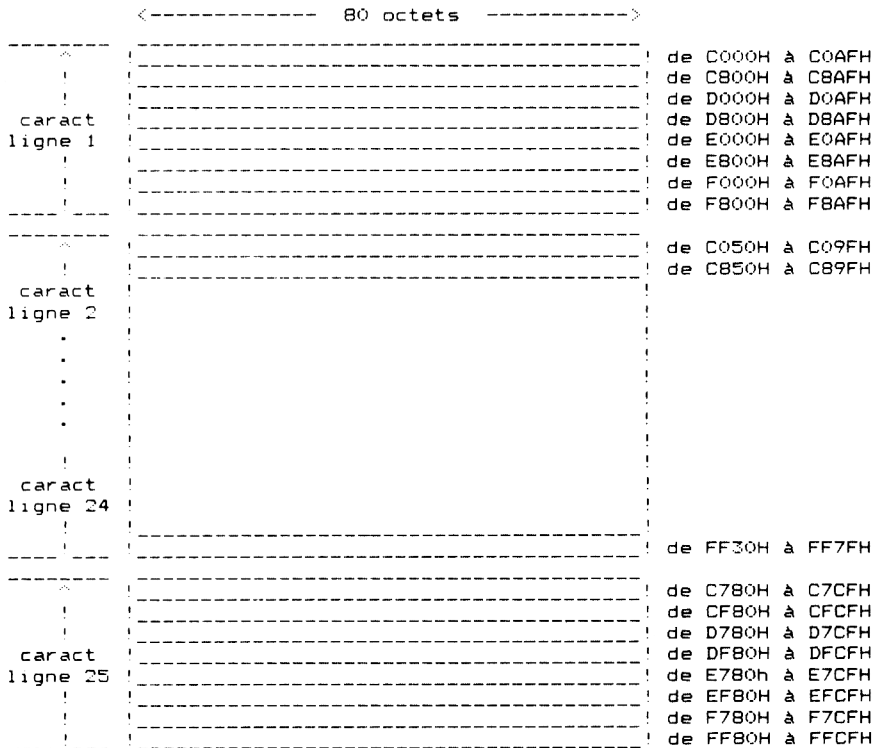 <------------- 80 octets ----------->
de C000H à C0AFH
de C800H à C8AFH
de D000H à D0AFH
caract
de D800H à D8AFH
ligne 1
de E000H à E0AFH
de E800H à E8AFH
de F000H à F0AFH
de F800H à F8AFH
de C050H à C09FH
de C850H à C89FH
caract
ligne 2
caract
ligne 24
de FF30H à FF7FH
de C780H à C7CFH
de CF80H à CFCFH
de D780H à D7CFH
caract
de DF80H à DFCFH
ligne 25
de E780h à E7CFH
de EF80H à EFCFH
de F780H à F7CFH
de FF80H à FFCFH